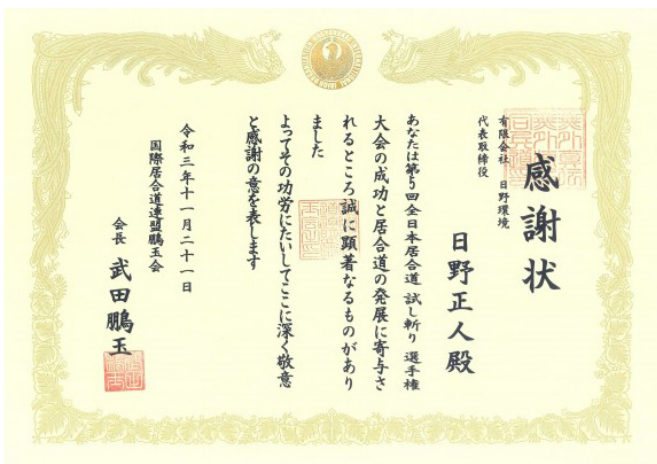 感謝状
有限会社 日野環境
代表取締役
日野正人殿
あなたは第5回全日本居合道 試し斬り 選手権
大会の成功と居合道の発展に寄与さ
れるところ誠に顕著なるものがあり
ました
よってその功労にたいしてここに深く敬意
と感謝の意を表します
令和三年十一月二十一日
国際居合道連盟鵬玉会
会長 武田鵬玉